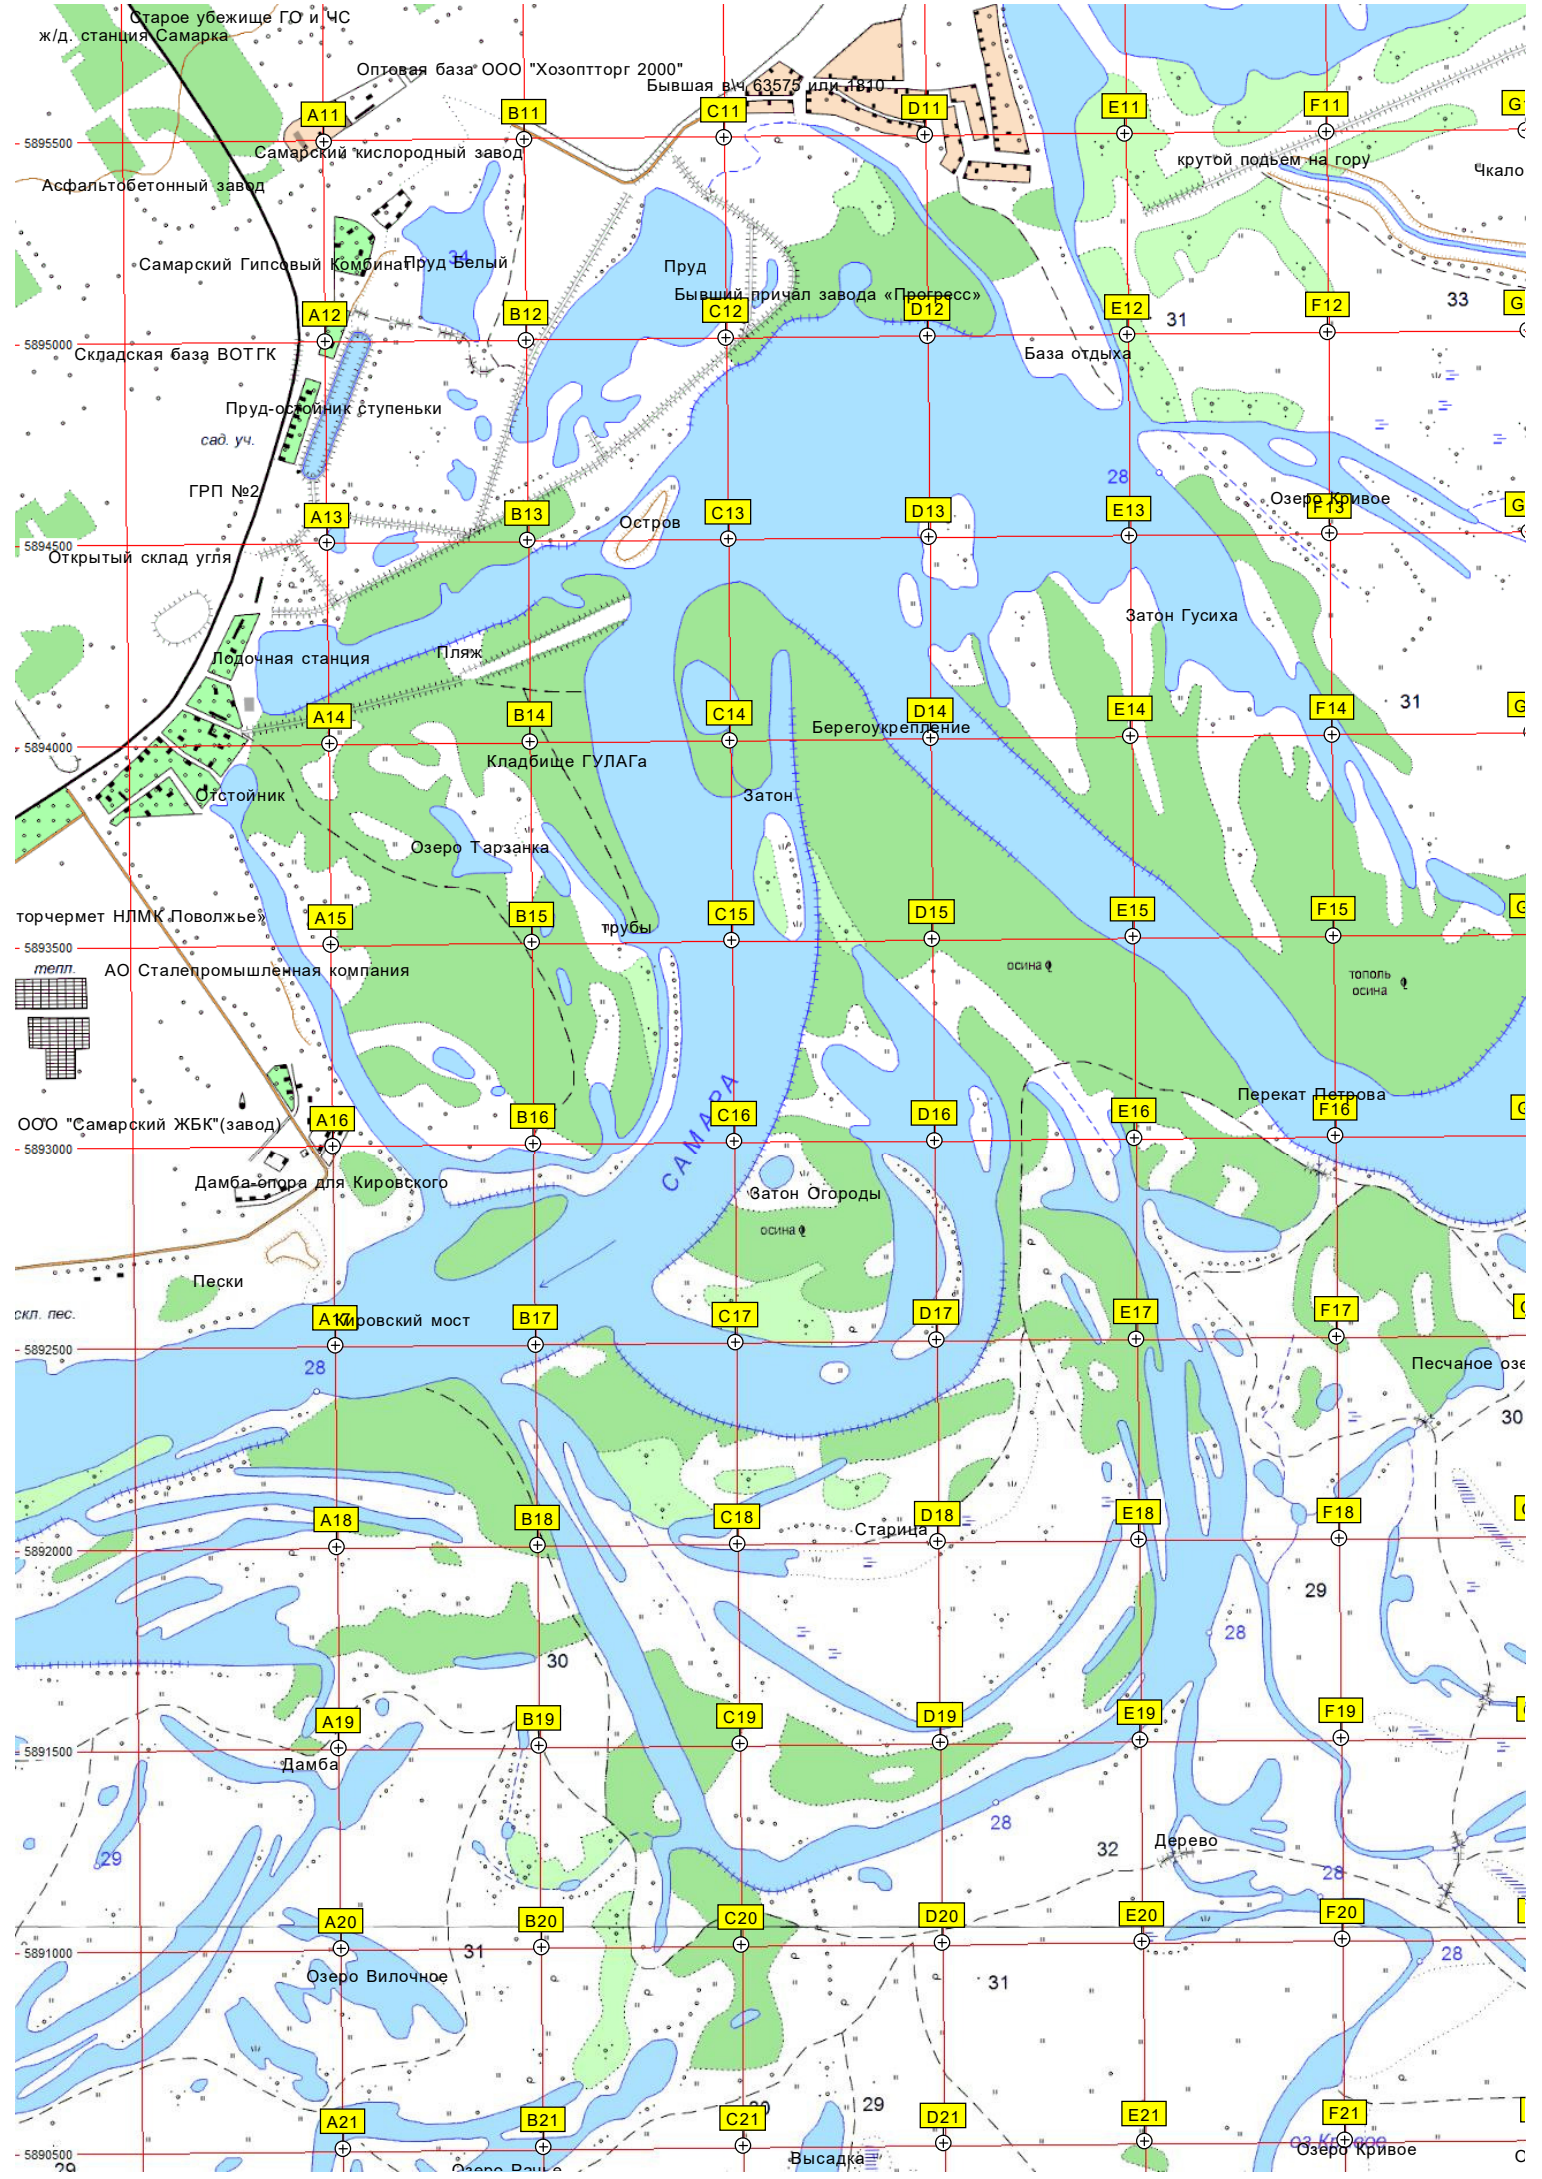 Старое убежище ГО и ЧС
ж/д. станция Самарка
Оптовая база ООО "Хозоптторг 2000"
Бывшая в\ч 63575 или 1810
A11
B11
C11
D11
E11
F11
5895500
Самарский кислородный завод
крутой подьем на гору
Чкало
Асфальтобетонный завод
34
Самарский Гипсовый Комбинат
Пруд Белый
Пруд
Бывший причал завода «Прогресс»
33
A12
B12
C12
D12
E12
31
F12
G
5895000
Складская база ВОТГК
База отдыха
Пруд-остойник ступеньки
сад. уч.
28
ГРП №2
Озеро Кривое
A13
B13
Остров
C13
D13
E13
F13
G
5894500
Открытый склад угля
Затон Гусиха
Лодочная станция
Пляж
31
A14
B14
C14
D14
E14
F14
G
Берегоукрепление
5894000
Кладбище ГУЛАГа
Отстойник
Затон
Озеро Тарзанка
торчермет НЛМК Поволжье»
A15
B15
трубы
C15
D15
E15
F15
G
5893500
тепл.
АО Сталепромышленная компания
осина
тополь
осина
САМАРА
Перекат Петрова
ООО "Самарский ЖБК"(завод)
A16
B16
C16
D16
E16
F16
5893000
Дамба-опора для Кировского
Затон Огороды
осина
Пески
скл. пес.
A17
Кировский мост
B17
C17
D17
E17
F17
5892500
28
Песчаное озе
30
A18
B18
C18
Старица
D18
E18
F18
5892000
29
28
30
A19
B19
C19
D19
E19
F19
5891500
Дамба
28
32
Дерево
29
28
A20
B20
C20
D20
E20
F20
5891000
31
28
Озеро Вилочное
31
29
A21
B21
C21
D21
E21
F21
5890500
Высадка
Озеро Кривое
29
Озеро Рачье